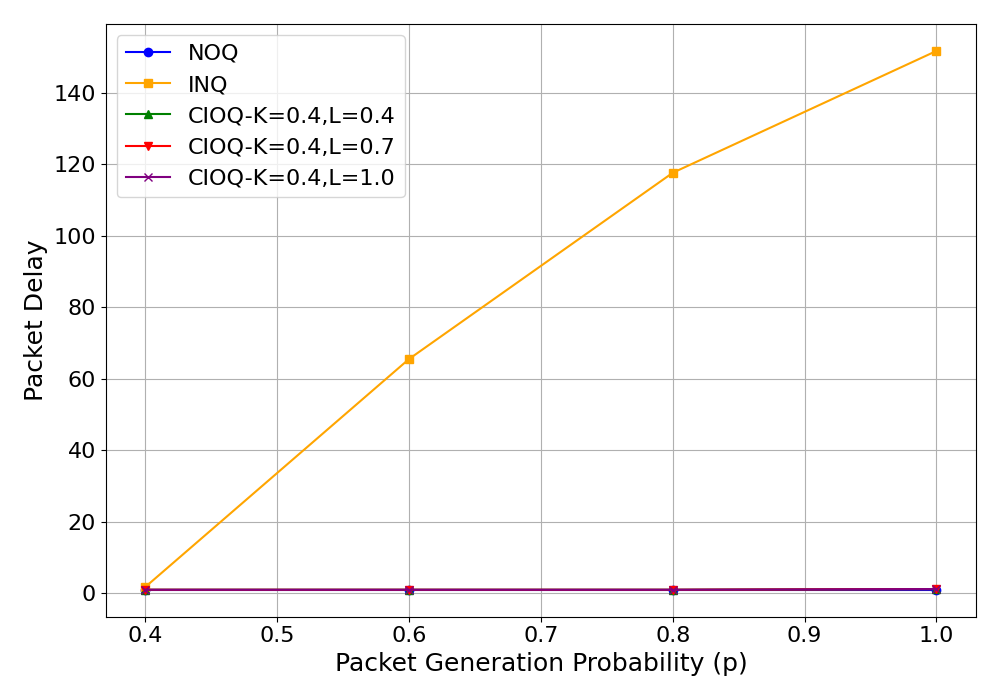 NOQ
INQ
CIOQ-K=0.4,L=0.4
CIOQ-K=0.4,L=0.7
CIOQ-K=0.4,L=1.0
Packet Delay
140
120
100
80
60
40
20
0
0.4 0.5 0.6 0.7 0.8 0.9 1.0
Packet Generation Probability (p)